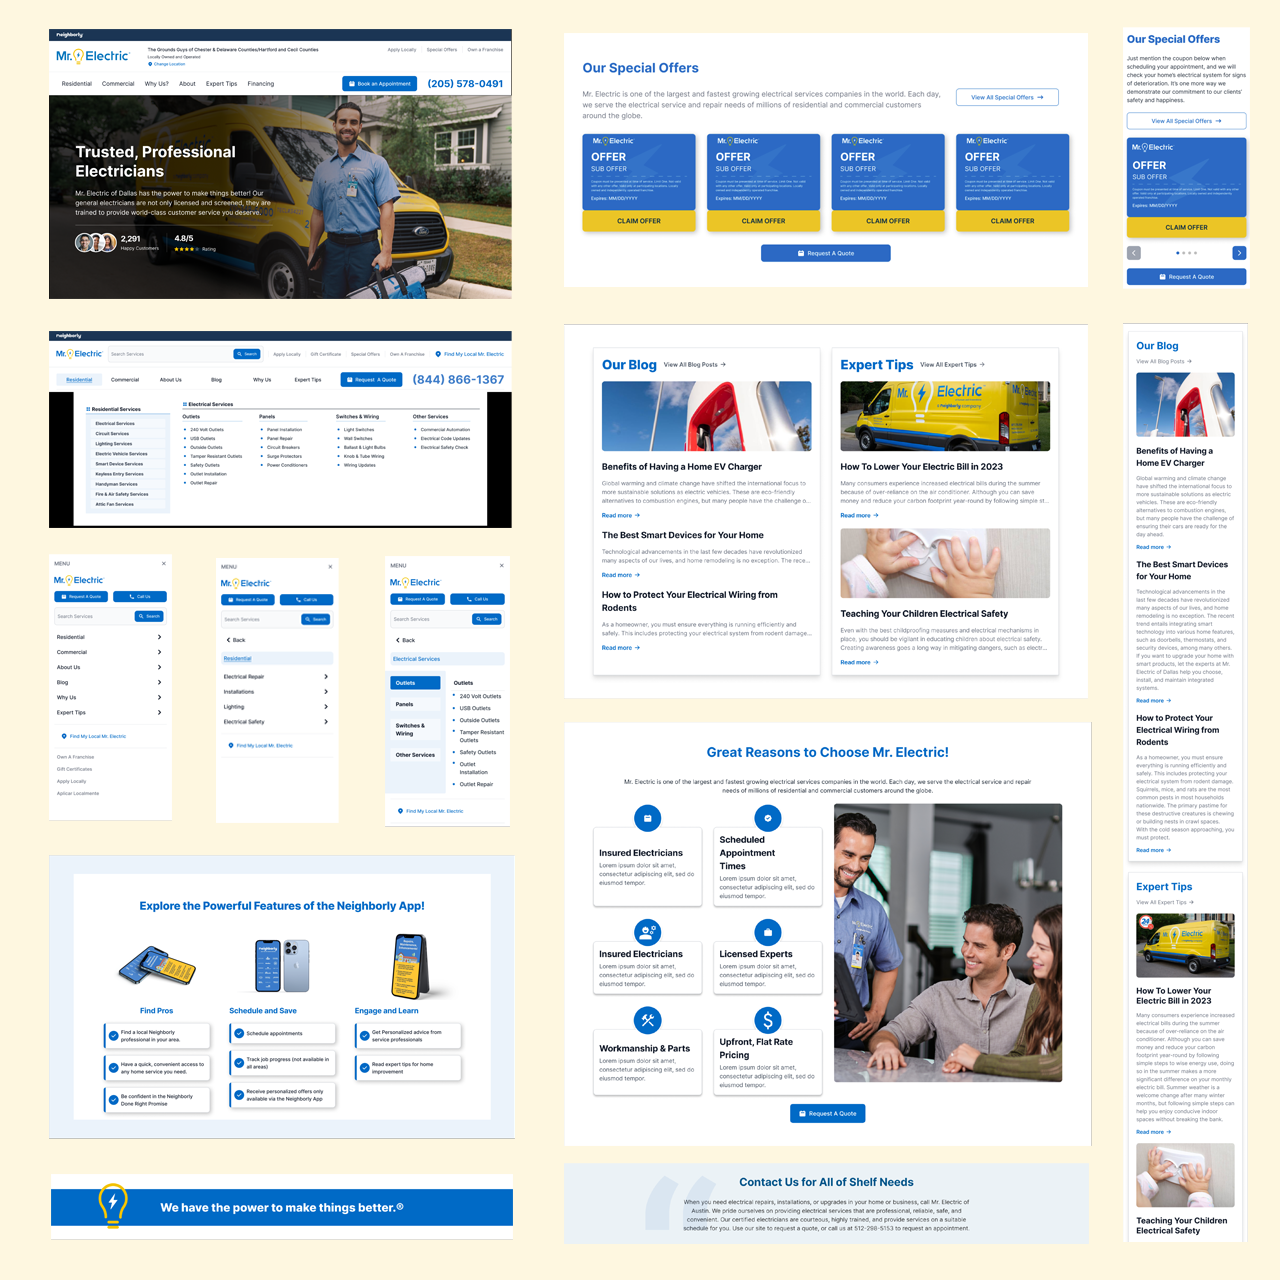 neighborly
Mr. Electric
The Grounds Guys of Chester & Delaware Counties/Hartford and Cecil Counties
Locally Owned and Operated
Change Location
Apply Locally
Special Offers
Own a Franchise
Residential
Commercial
Why Us?
About
Expert Tips
Financing
Book an Appointment
(205) 578-0491
Trusted, Professional
Electricians
Mr. Electric of Dallas has the power to make things better! Our
general electricians are not only licensed and screened, they are
trained to provide world-class customer service you deserve.
2,291
Happy Customers
4.8/5
Rating
neighborly
Mr. Electric
Search Services
Search
Apply Locally
Gift Certificate
Special Offers
Own A Franchise
Find My Local Mr. Electric
Residential
Commercial
About Us
Blog
Why Us
Expert Tips
Request A Quote
(844) 866-1367
Residential Services
Electrical Services
Circuit Services
Lighting Services
Electric Vehicle Services
Smart Device Services
Keyless Entry Services
Handyman Services
Fire & Air Safety Services
Attic Fan Services
Electrical Services
Outlets
240 Volt Outlets
USB Outlets
Outside Outlets
Tamper Resistant Outlets
Safety Outlets
Outlet Installation
Outlet Repair
Panels
Panel Installation
Panel Repair
Circuit Breakers
Surge Protectors
Power Conditioners
Switches & Wiring
Light Switches
Wall Switches
Ballast & Light Bulbs
Knob & Tube Wiring
Wiring Updates
Other Services
Commercial Automation
Electrical Code Updates
Electrical Safety Check
MENU
Mr. Electric
Request A Quote
Call Us
Search Services
Search
Residential
Commercial
About Us
Blog
Why Us
Expert Tips
Find My Local Mr. Electric
Own A Franchise
Gift Certificates
Apply Locally
Aplicar Localmente
MENU
Mr. Electric
Request A Quote
Call Us
Search Services
Search
Back
Residential
Electrical Repair
Installations
Lighting
Electrical Safety
Find My Local Mr. Electric
MENU
Mr. Electric
Request A Quote
Call Us
Search Services
Search
Back
Electrical Services
Outlets
Panels
Switches &
Wiring
Other Services
Outlets
240 Volt Outlets
USB Outlets
Outside Outlets
Tamper Resistant
Outlets
Safety Outlets
Outlet
Installation
Outlet Repair
Find My Local Mr. Electric
Explore the Powerful Features of the Neighborly App!
Find Pros
Find a local Neighborly
professional in your area.
Have a quick, convenient access to
any home service you need.
Be confident in the Neighborly
Done Right Promise
Schedule and Save
Schedule appointments
Track job progress (not available in
all areas)
Receive personalized offers only
available via the Neighborly App
Engage and Learn
Get Personalized advice from
service professionals
Read expert tips for home
improvement
We have the power to make things better.®
Our Special Offers
Mr. Electric is one of the largest and fastest growing electrical services companies in the world. Each day,
we serve the electrical service and repair needs of millions of residential and commercial customers
around the globe.
View All Special Offers
Mr. Electric
OFFER
SUB OFFER
Expires: MM/DD/YYYY
CLAIM OFFER
Mr. Electric
OFFER
SUB OFFER
Expires: MM/DD/YYYY
CLAIM OFFER
Mr. Electric
OFFER
SUB OFFER
Expires: MM/DD/YYYY
CLAIM OFFER
Mr. Electric
OFFER
SUB OFFER
Expires: MM/DD/YYYY
CLAIM OFFER
Request A Quote
Our Blog
View All Blog Posts
Benefits of Having a Home EV Charger
Global warming and climate change have shifted the international focus to
more sustainable solutions as electric vehicles. These are eco-friendly
alternatives to combustion engines, but many people have the challenge o...
Read more
The Best Smart Devices for Your Home
Technological advancements in the last few decades have revolutionized
many aspects of our lives, and home remodeling is no exception. The rece...
Read more
How to Protect Your Electrical Wiring from
Rodents
As a homeowner, you must ensure everything is running efficiently and
safely. This includes protecting your electrical system from rodent damage...
Read more
Expert Tips
View All Expert Tips
Electric
a neighborly company
How To Lower Your Electric Bill in 2023
Many consumers experience increased electrical bills during the summer
because of over-reliance on the air conditioner. Although you can save
money and reduce your carbon footprint year-round by following simple st...
Read more
Teaching Your Children Electrical Safety
Even with the best childproofing measures and electrical mechanisms in
place, you should be vigilant in educating children about electrical safety.
Creating awareness goes a long way in mitigating dangers, such as electr...
Read more
Great Reasons to Choose Mr. Electric!
Mr. Electric is one of the largest and fastest growing electrical services companies in the world. Each day, we serve the electrical service and repair
needs of millions of residential and commercial customers around the globe.
Insured Electricians
Lorem ipsum dolor sit amet,
consectetur adipiscing elit, sed do
eiusmod tempor.
Scheduled
Appointment
Times
Lorem ipsum dolor sit amet,
consectetur adipiscing elit, sed do
eiusmod tempor.
Insured Electricians
Lorem ipsum dolor sit amet,
consectetur adipiscing elit, sed do
eiusmod tempor.
Licensed Experts
Lorem ipsum dolor sit amet,
consectetur adipiscing elit, sed do
eiusmod tempor.
Workmanship & Parts
Lorem ipsum dolor sit amet,
consectetur adipiscing elit, sed do
eiusmod tempor.
Upfront, Flat Rate
Pricing
Lorem ipsum dolor sit amet,
consectetur adipiscing elit, sed do
eiusmod tempor.
Request A Quote
Contact Us for All of Shelf Needs
When you need electrical repairs, installations, or upgrades in your home or business, call Mr. Electric of
Austin. We pride ourselves on providing electrical services that are professional, reliable, safe, and
convenient. Our certified electricians are courteous, highly trained, and provide services on a suitable
schedule for you. Use our site to request a quote, or call us at 512-298-5153 to request an appointment.
Our Special Offers
Just mention the coupon below when
scheduling your appointment, and we will
check your home's electrical system for signs
of deterioration. It's one more way we
demonstrate our commitment to our clients'
safety and happiness.
View All Special Offers
Mr. Electric
OFFER
SUB OFFER
Expires: MM/DD/YYYY
CLAIM OFFER
Request A Quote
Our Blog
View All Blog Posts
Benefits of Having a
Home EV Charger
Global warming and climate change
have shifted the international focus to
more sustainable solutions as electric
vehicles. These are eco-friendly
alternatives to combustion engines,
but many people have the challenge of
ensuring their cars are ready for the
day ahead.
Read more
The Best Smart Devices
for Your Home
Technological advancements in the
last few decades have revolutionized
many aspects of our lives, and home
remodeling is no exception. The recent
trend entails integrating smart
technology into various home features,
such as doorbells, thermostats, and
security devices, among many others.
If you want to upgrade your home with
smart products, let the experts at Mr.
Electric of Dallas help you choose,
install, and maintain integrated
systems.
Read more
How to Protect Your
Electrical Wiring from
Rodents
As a homeowner, you must ensure
everything is running efficiently and
safely. This includes protecting your
electrical system from rodent damage.
Squirrels, mice, and rats are the most
common pests in most households
nationwide. The primary pastime for
these destructive creatures is chewing
or building nests in crawl spaces.
With the cold season approaching, you
must protect.
Read more
Expert Tips
View All Expert Tips
Electric
How To Lower Your
Electric Bill in 2023
Many consumers experience increased
electrical bills during the summer
because of over-reliance on the air
conditioner. Although you can save
money and reduce your carbon
footprint year-round by following
simple steps to wise energy use, doing
so in the summer makes a more
significant difference on your monthly
electric bill. Summer weather is a
welcome change after many winter
months, but following simple steps can
help you enjoy conducive indoor
spaces without breaking the bank.
Read more
Teaching Your Children
Electrical Safety